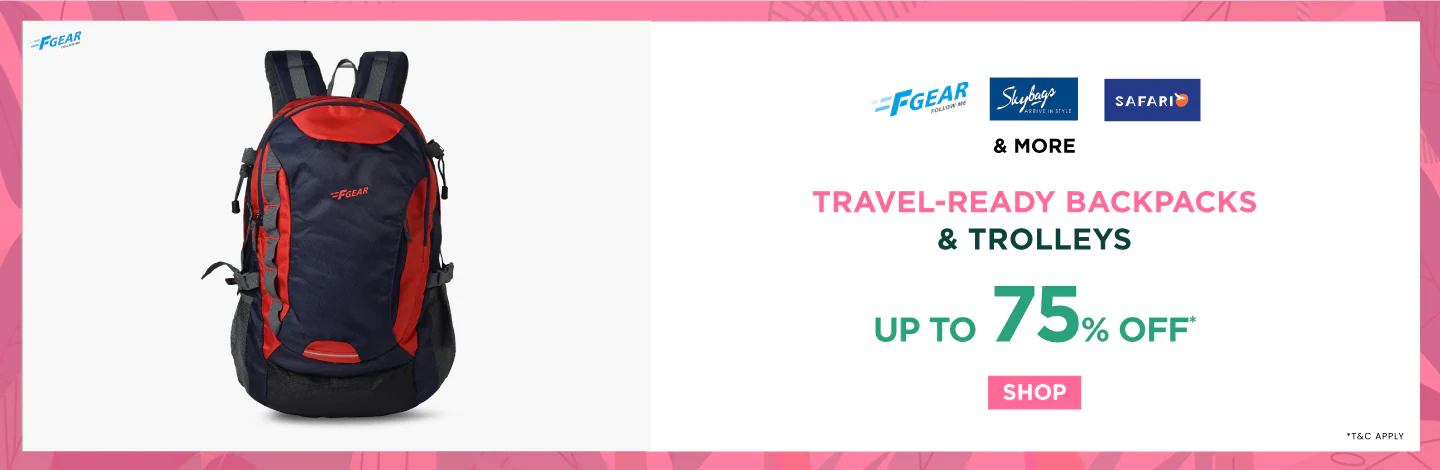 FGEAR
FOLLOW ME
FGEAR
FGEAR
FOLLOW ME
Skybags
ARRIVE IN STYLE
SAFARI
& MORE
TRAVEL-READY BACKPACKS
& TROLLEYS
UP TO 75% OFF*
SHOP
*T&C APPLY